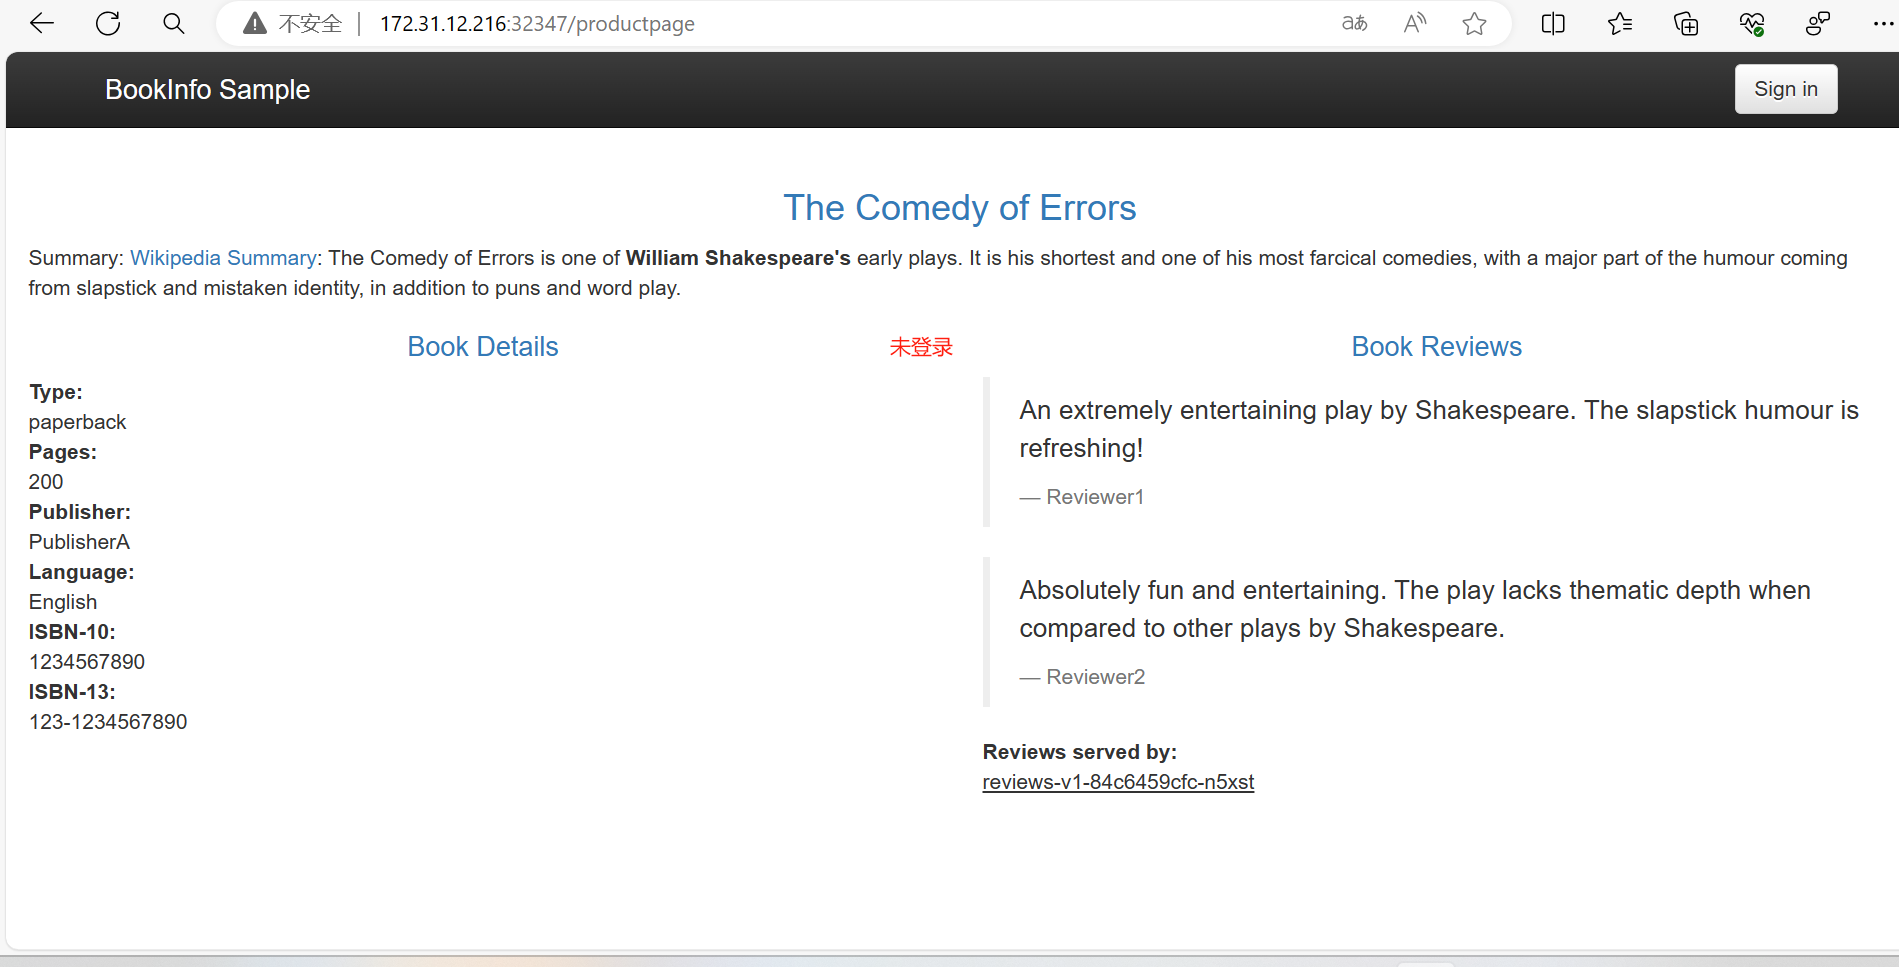 不安全 | 172.31.12.216:32347/productpage
BookInfo Sample
Sign in
The Comedy of Errors
Summary: Wikipedia Summary: The Comedy of Errors is one of William Shakespeare's early plays. It is his shortest and one of his most farcical comedies, with a major part of the humour coming
from slapstick and mistaken identity, in addition to puns and word play.
Book Details
未登录
Book Reviews
Type:
paperback
Pages:
200
Publisher:
PublisherA
Language:
English
ISBN-10:
1234567890
ISBN-13:
123-1234567890
An extremely entertaining play by Shakespeare. The slapstick humour is
refreshing!
— Reviewer1
Absolutely fun and entertaining. The play lacks thematic depth when
compared to other plays by Shakespeare.
— Reviewer2
Reviews served by:
reviews-v1-84c6459cfc-n5xst